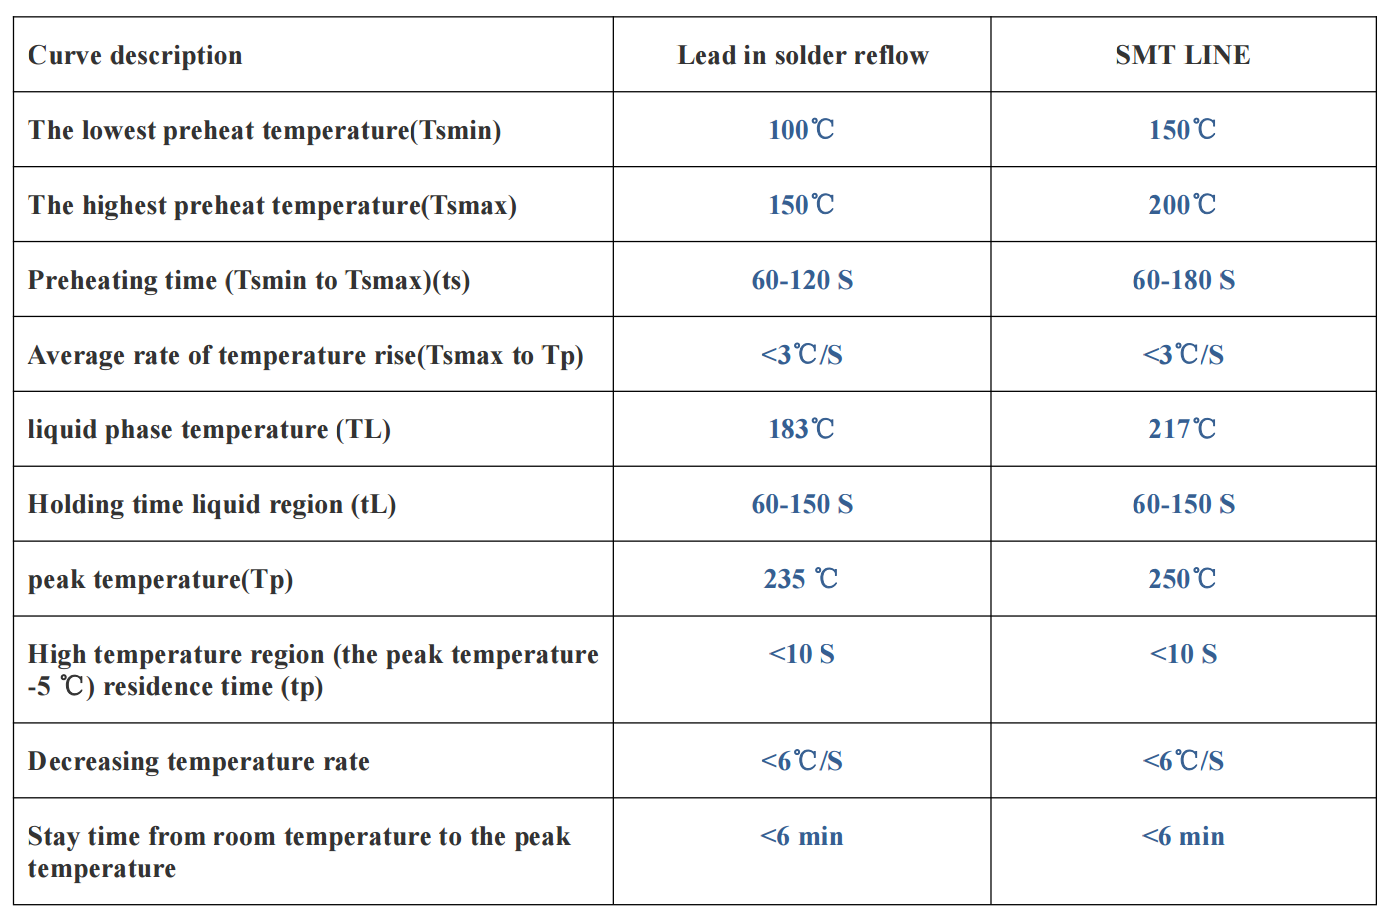 Curve description
Lead in solder reflow
SMT LINE
The lowest preheat temperature(Tsmin)
100℃
150℃
The highest preheat temperature(Tsmax)
150℃
200℃
Preheating time (Tsmin to Tsmax)(ts)
60-120 S
60-180 S
Average rate of temperature rise(Tsmax to Tp)
<3℃/S
<3℃/S
liquid phase temperature (TL)
183℃
217℃
Holding time liquid region (tL)
60-150 S
60-150 S
peak temperature(Tp)
235 ℃
250℃
High temperature region (the peak temperature
-5 ℃) residence time (tp)
<10 S
<10 S
Decreasing temperature rate
<6℃/S
<6℃/S
Stay time from room temperature to the peak
temperature
<6 min
<6 min